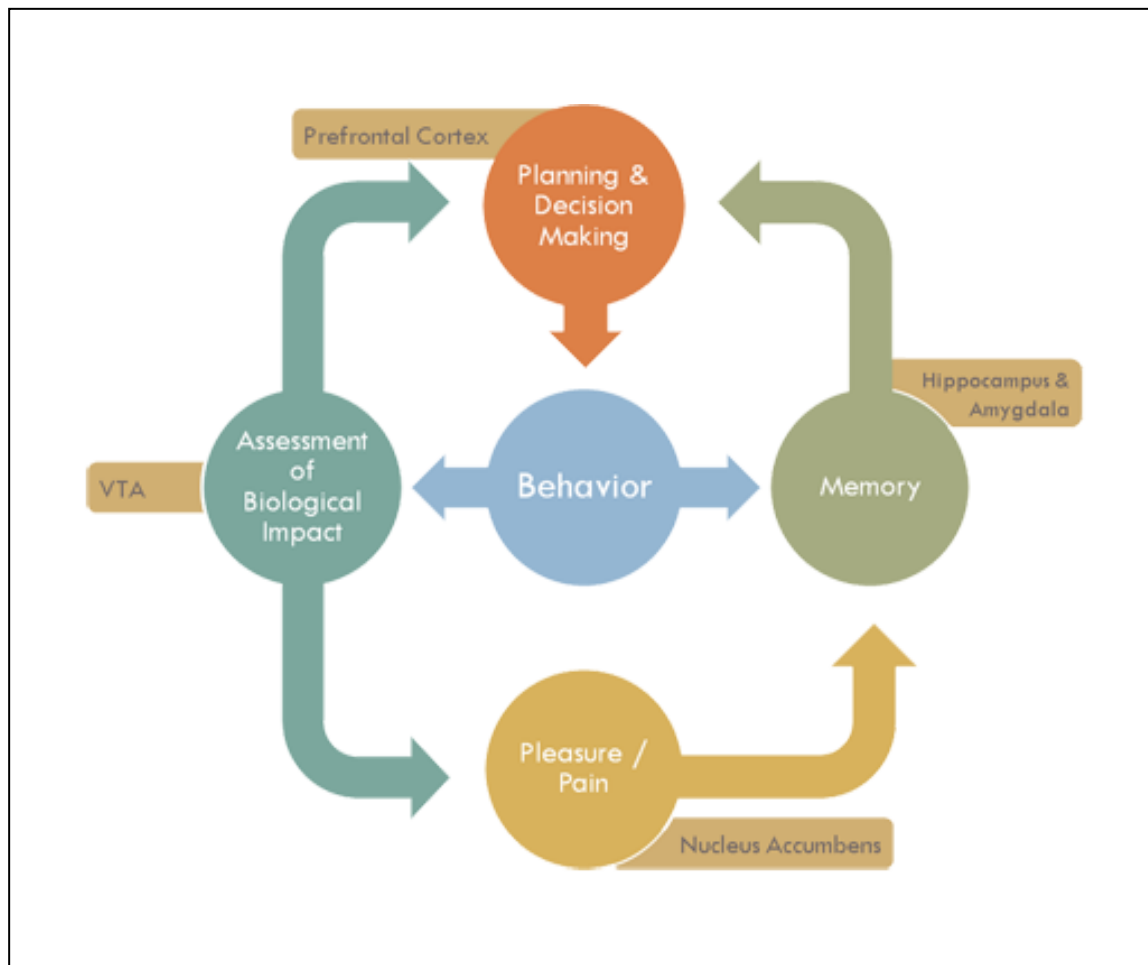 Prefrontal Cortex
Planning &
Decision
Making
Hippocampus &
Amygdala
Assessment
of
Biological
Impact
VTA
Behavior
Memory
Pleasure /
Pain
Nucleus Accumbens